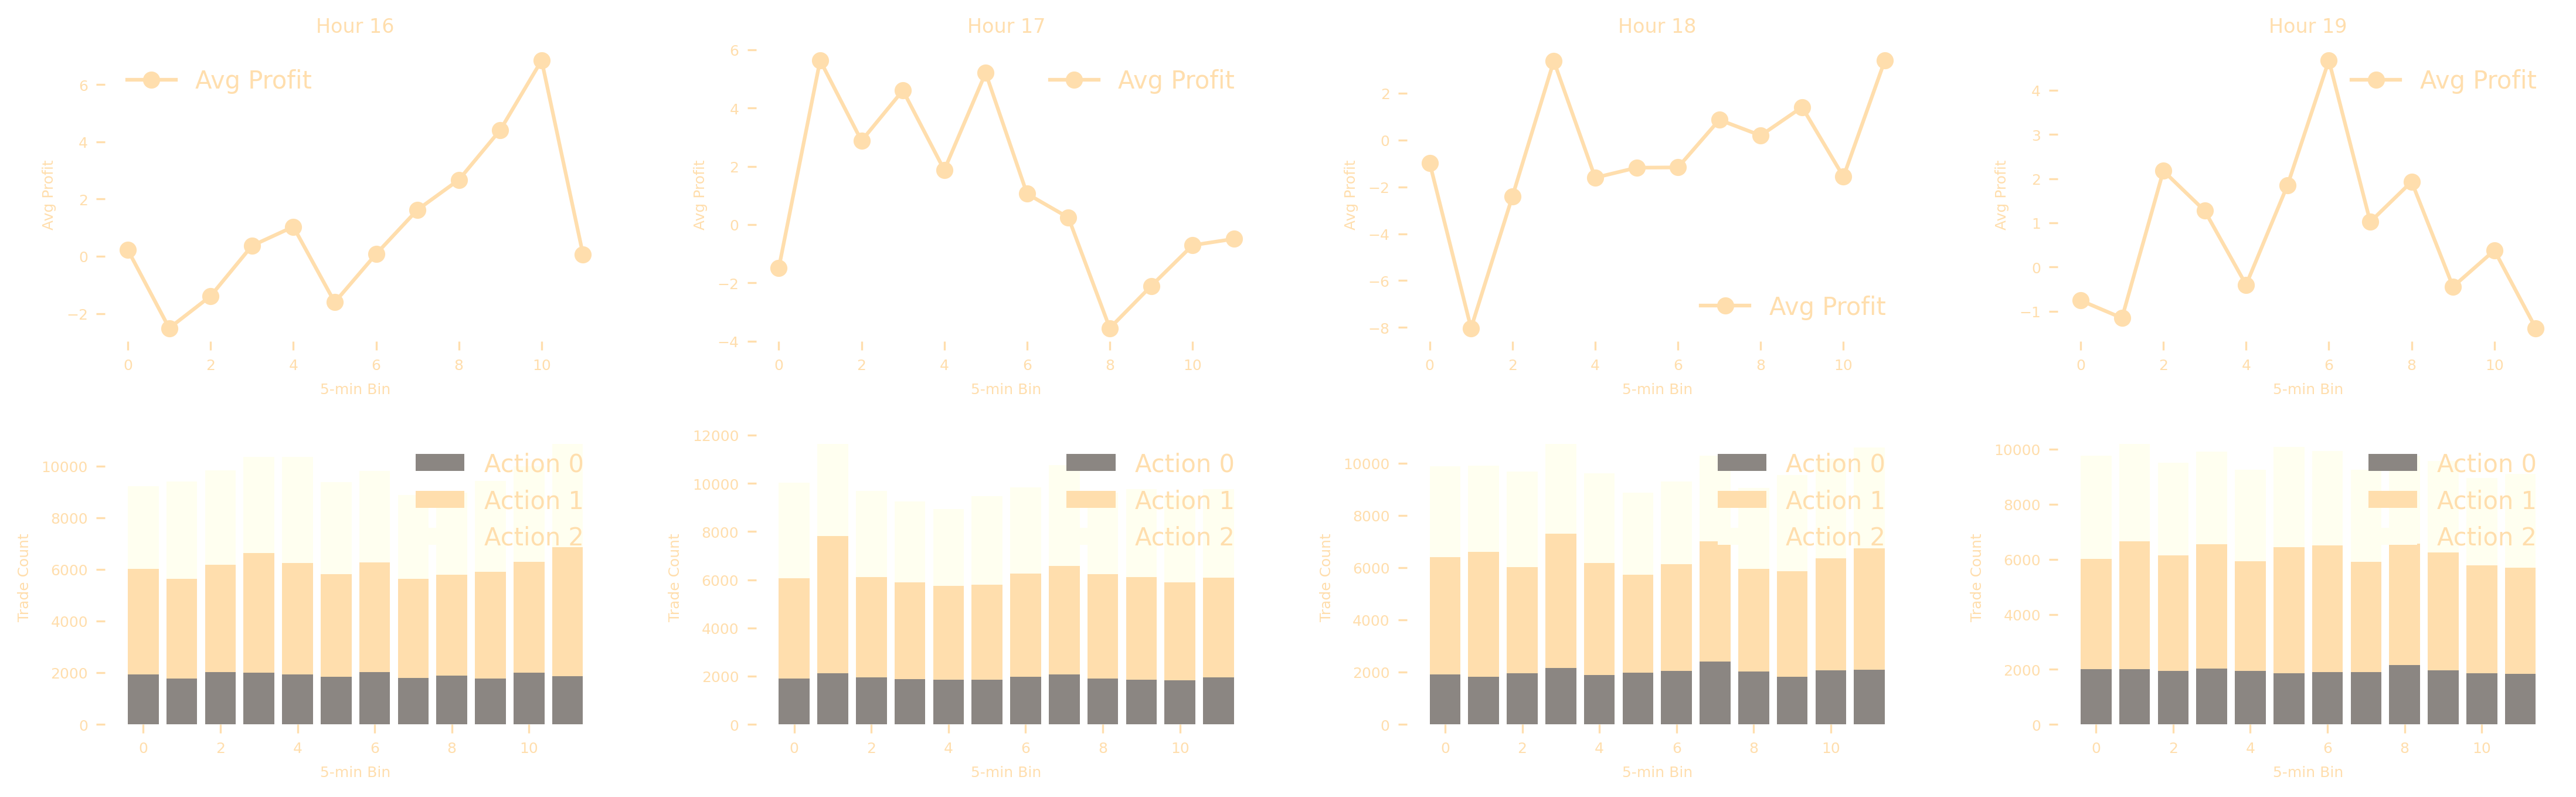 Hour 16
Avg Profit
Avg Profit
6
4
2
0
−2
0 2 4 6 8 10
5-min Bin
Hour 17
Avg Profit
Avg Profit
6
4
2
0
−2
−4
0 2 4 6 8 10
5-min Bin
Hour 18
Avg Profit
Avg Profit
2
0
−2
−4
−6
−8
0 2 4 6 8 10
5-min Bin
Hour 19
Avg Profit
Avg Profit
4
3
2
1
0
−1
0 2 4 6 8 10
5-min Bin
Trade Count
10000
8000
6000
4000
2000
0
Action 0
Action 1
Action 2
0 2 4 6 8 10
5-min Bin
Trade Count
12000
10000
8000
6000
4000
2000
0
Action 0
Action 1
Action 2
0 2 4 6 8 10
5-min Bin
Trade Count
10000
8000
6000
4000
2000
0
Action 0
Action 1
Action 2
0 2 4 6 8 10
5-min Bin
Trade Count
10000
8000
6000
4000
2000
0
Action 0
Action 1
Action 2
0 2 4 6 8 10
5-min Bin